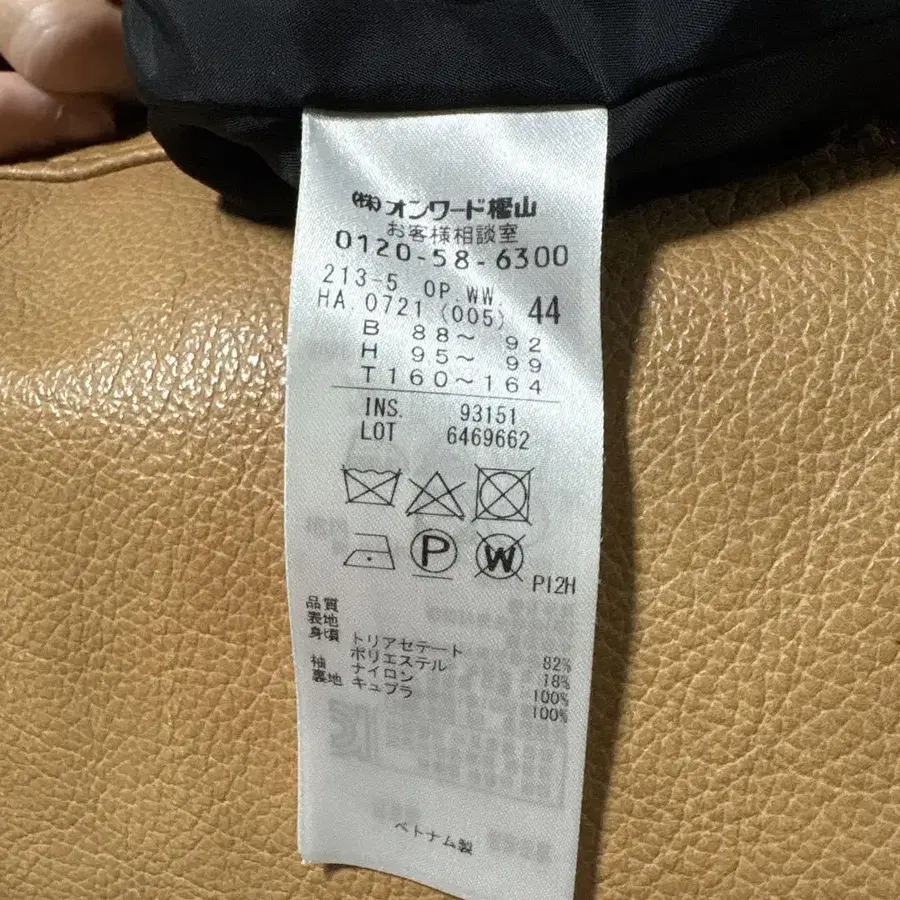 (株)オンワード樫山
お客様相談室
0120-58-6300
213-5 OP.WW
HA.0721 (005) 44
B 88～ 92
H 95～ 99
T160～164
INS. 93151
LOT 6469662
P W
P12H
品質
表地
身頃 トリアセテート 82%
ポリエステル 18%
袖 ナイロン 100%
裏地 キュプラ 100%
ベトナム製